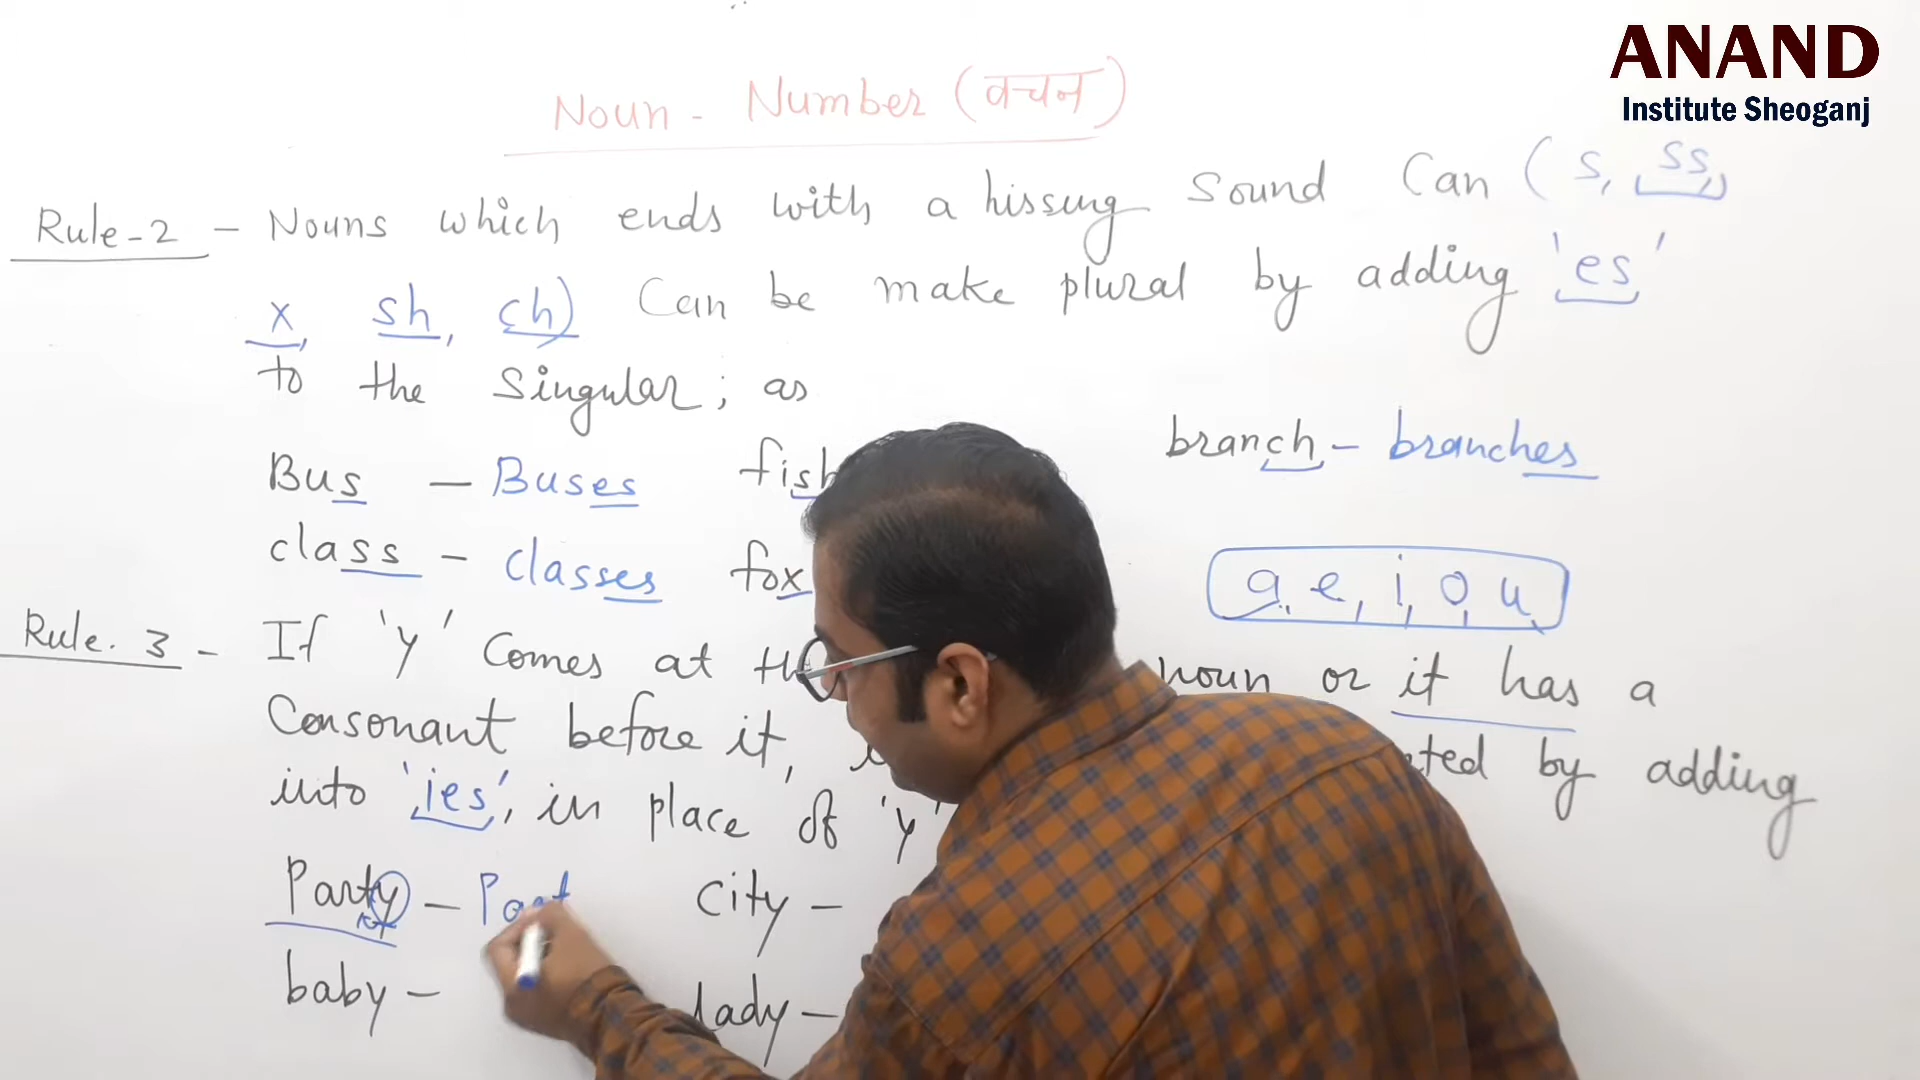 ANAND
Institute Sheoganj
Noun - Number (वचन)
Rule-2 - Nouns which ends with a hissing Sound Can (s, ss,
x, sh, ch) Can be make plural by adding 'es'
to the Singular; as
Bus - Buses fish branch - branches
class - classes fox
a, e, i, o, u
Rule. 3 - If 'y' Comes at noun or it has a
Consonant before it, by adding
into 'ies', in place of 'y'
Party - Part City -
baby - lady -